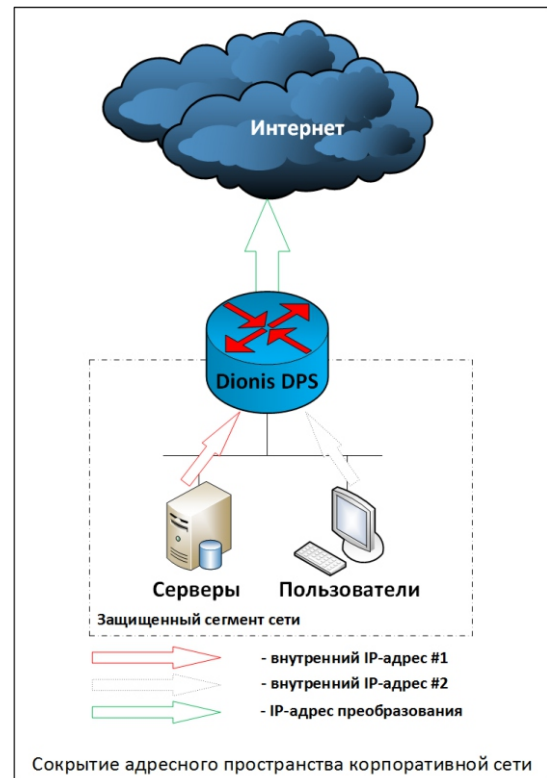 Интернет
Dionis DPS
Серверы
Пользователи
Защищенный сегмент сети
- внутренний IP-адрес #1
- внутренний IP-адрес #2
- IP-адрес преобразования
Сокрытие адресного пространства корпоративной сети